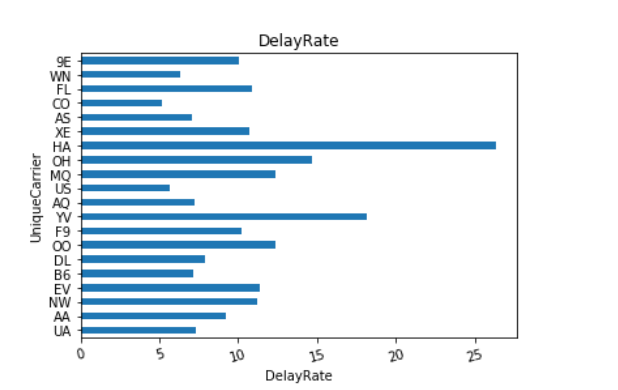 DelayRate
9E
WN
FL
CO
AS
XE
HA
OH
MQ
US
AQ
YV
F9
OO
DL
B6
EV
NW
AA
UA
UniqueCarrier
0 5 10 15 20 25
DelayRate